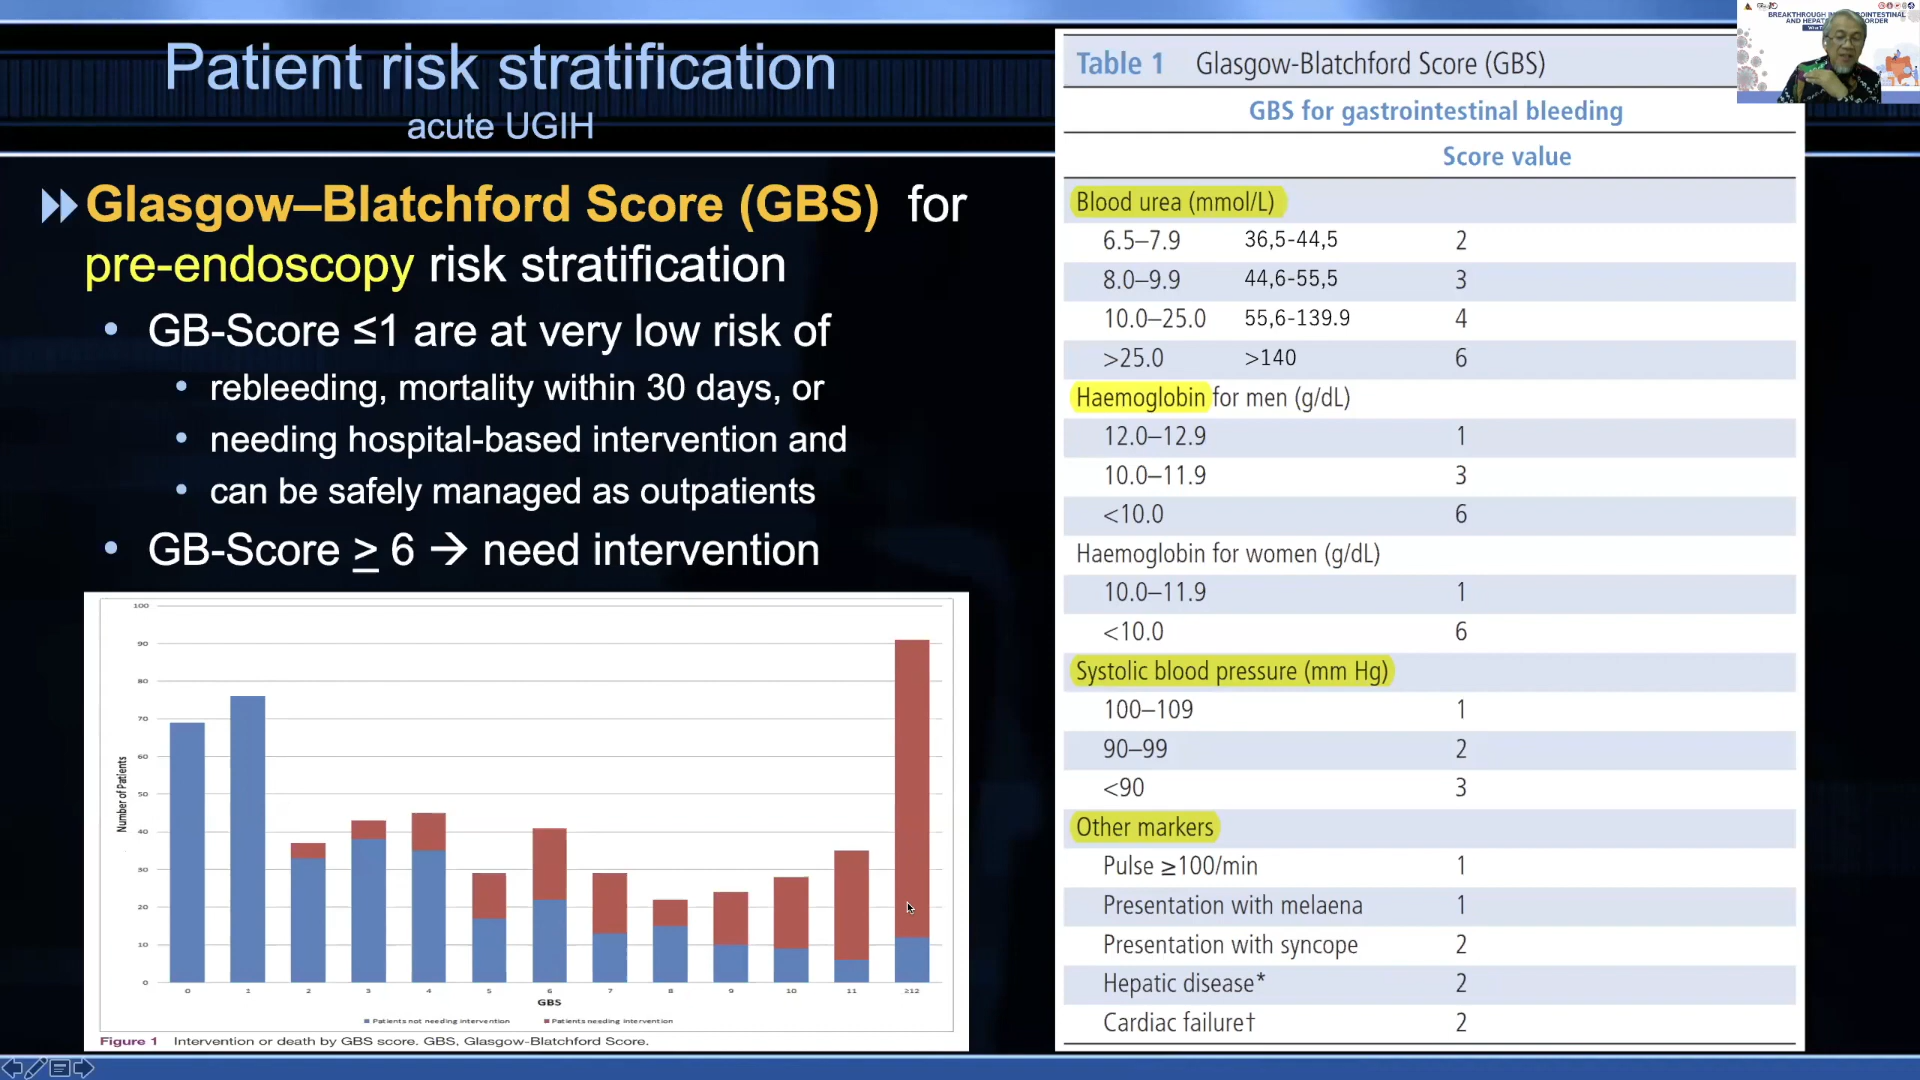 Patient risk stratification
acute UGIH
Glasgow–Blatchford Score (GBS) for
pre-endoscopy risk stratification
• GB-Score ≤1 are at very low risk of
• rebleeding, mortality within 30 days, or
• needing hospital-based intervention and
• can be safely managed as outpatients
• GB-Score ≥ 6 → need intervention
100
90
80
70
60
50
40
30
20
10
0
Number of Patients
0 1 2 3 4 5 6 7 8 9 10 11 ≥12
GBS
Patients not needing intervention Patients needing intervention
Figure 1 Intervention or death by GBS score. GBS, Glasgow-Blatchford Score.
Table 1 Glasgow-Blatchford Score (GBS)
GBS for gastrointestinal bleeding
Score value
Blood urea (mmol/L)
6.5–7.9 36,5-44,5 2
8.0–9.9 44,6-55,5 3
10.0–25.0 55,6-139.9 4
>25.0 >140 6
Haemoglobin for men (g/dL)
12.0–12.9 1
10.0–11.9 3
<10.0 6
Haemoglobin for women (g/dL)
10.0–11.9 1
<10.0 6
Systolic blood pressure (mm Hg)
100–109 1
90–99 2
<90 3
Other markers
Pulse ≥100/min 1
Presentation with melaena 1
Presentation with syncope 2
Hepatic disease* 2
Cardiac failure† 2
BREAKTHROUGH IN
AND HEPA